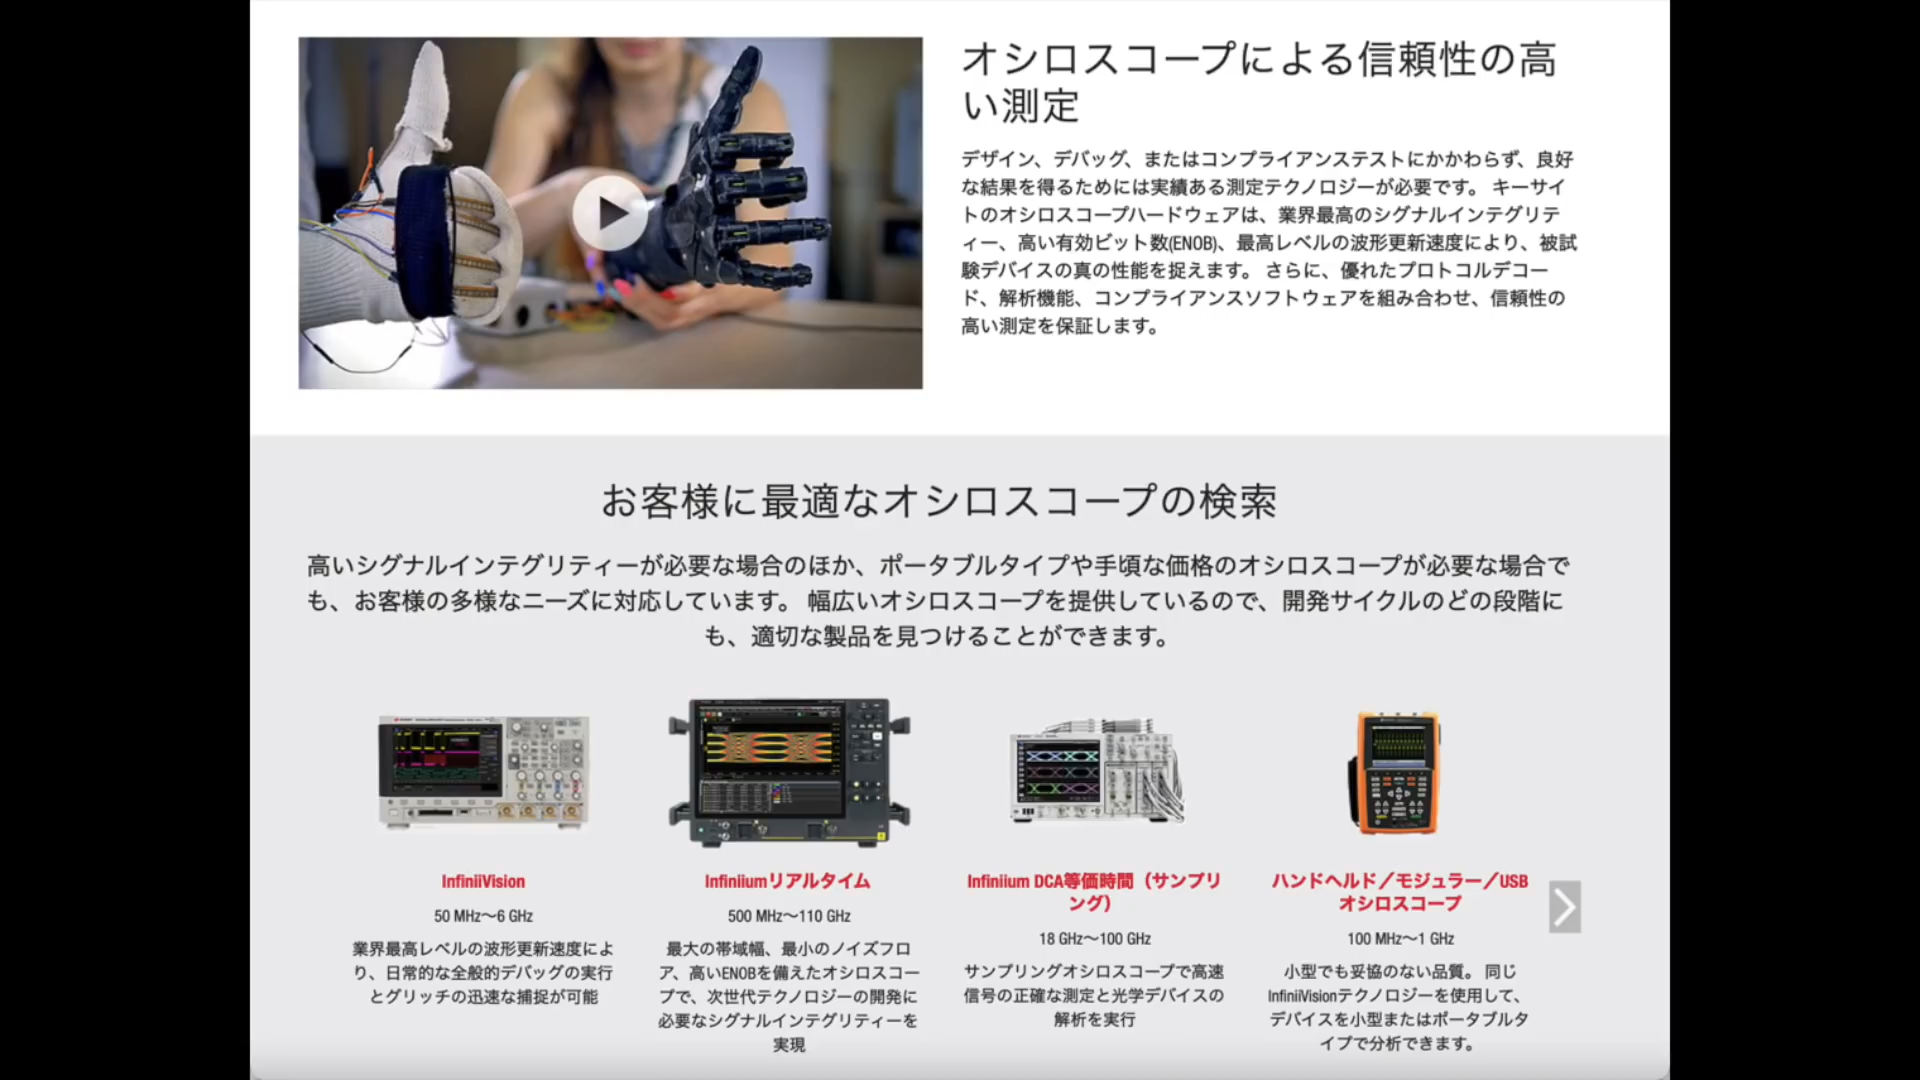 オシロスコープによる信頼性の高
い測定
デザイン、デバッグ、またはコンプライアンステストにかかわらず、良好
な結果を得るためには実績ある測定テクノロジーが必要です。 キーサイ
トのオシロスコープハードウェアは、業界最高のシグナルインテグリテ
ィー、高い有効ビット数(ENOB)、最高レベルの波形更新速度により、被試
験デバイスの真の性能を捉えます。 さらに、優れたプロトコルデコー
ド、解析機能、コンプライアンスソフトウェアを組み合わせ、信頼性の
高い測定を保証します。
お客様に最適なオシロスコープの検索
高いシグナルインテグリティーが必要な場合のほか、ポータブルタイプや手頃な価格のオシロスコープが必要な場合で
も、お客様の多様なニーズに対応しています。 幅広いオシロスコープを提供しているので、開発サイクルのどの段階に
も、適切な製品を見つけることができます。
InfiniiVision
50 MHz～6 GHz
業界最高レベルの波形更新速度によ
り、日常的な全般的デバッグの実行
とグリッチの迅速な捕捉が可能
Infiniiumリアルタイム
500 MHz～110 GHz
最大の帯域幅、最小のノイズフロ
ア、高いENOBを備えたオシロスコー
プで、次世代テクノロジーの開発に
必要なシグナルインテグリティーを
実現
Infiniium DCA等価時間（サンプリ
ング）
18 GHz～100 GHz
サンプリングオシロスコープで高速
信号の正確な測定と光学デバイスの
解析を実行
ハンドヘルド／モジュラー／USB
オシロスコープ
100 MHz～1 GHz
小型でも妥協のない品質。 同じ
InfiniiVisionテクノロジーを使用して、
デバイスを小型またはポータブルタ
イプで分析できます。